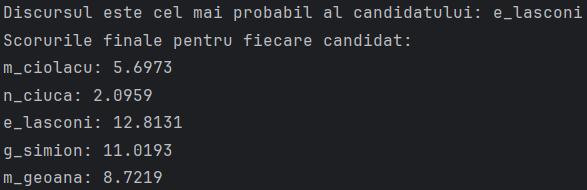 Discursul este cel mai probabil al candidatului: e_lasconi
Scorurile finale pentru fiecare candidat:
m_ciolacu: 5.6973
n_ciuca: 2.0959
e_lasconi: 12.8131
g_simion: 11.0193
m_geoana: 8.7219